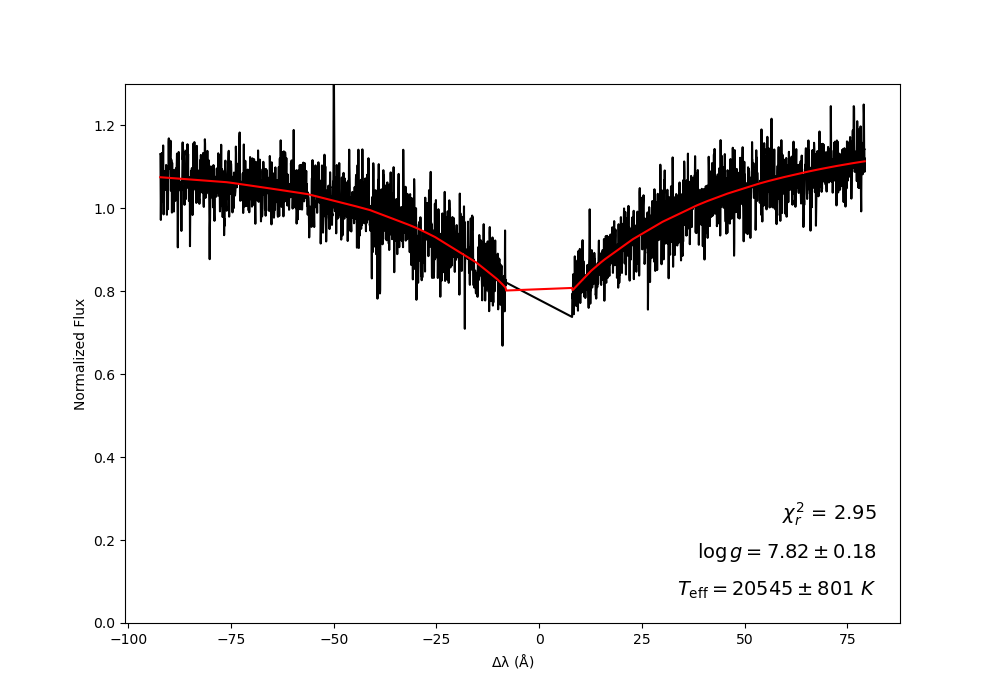 1.2
1.0
0.8
0.6
0.4
0.2
0.0
Normalized Flux
χ²ᵣ = 2.95
log g = 7.82 ± 0.18
T_eff = 20545 ± 801 K
−100 −75 −50 −25 0 25 50 75
Δλ (Å)